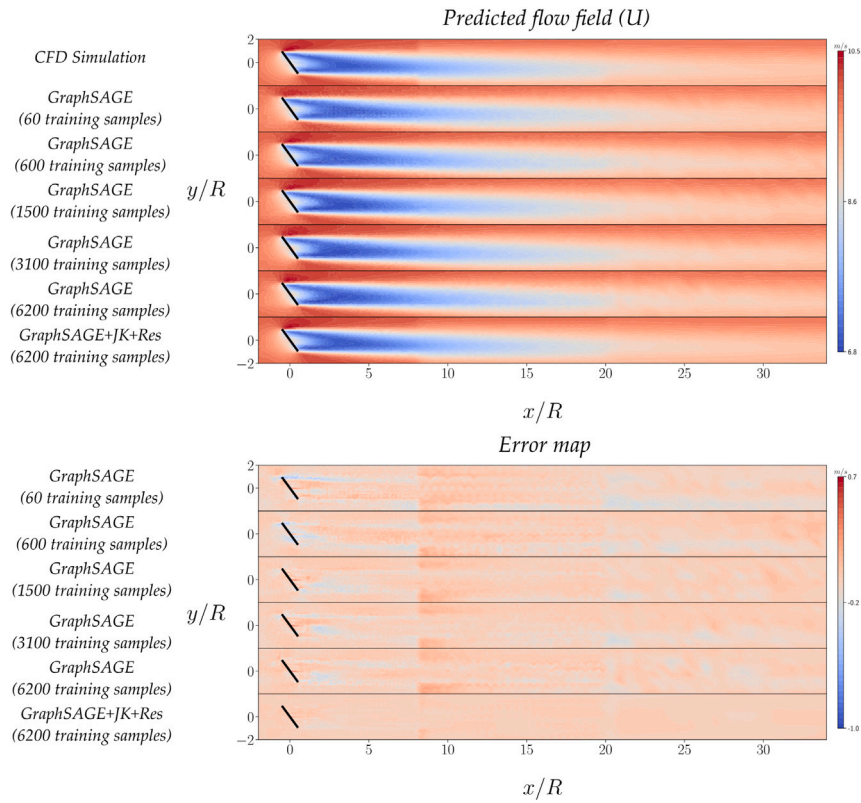 Predicted flow field (U)
CFD Simulation
GraphSAGE
(60 training samples)
GraphSAGE
(600 training samples)
GraphSAGE
(1500 training samples)
GraphSAGE
(3100 training samples)
GraphSAGE
(6200 training samples)
GraphSAGE+JK+Res
(6200 training samples)
y/R
2
0
0
0
0
0
0
0
−2
0 5 10 15 20 25 30
x/R
m/s
10.5
8.6
6.8
Error map
GraphSAGE
(60 training samples)
GraphSAGE
(600 training samples)
GraphSAGE
(1500 training samples)
GraphSAGE
(3100 training samples)
GraphSAGE
(6200 training samples)
GraphSAGE+JK+Res
(6200 training samples)
y/R
2
0
0
0
0
0
0
−2
0 5 10 15 20 25 30
x/R
m/s
0.7
-0.2
-1.0